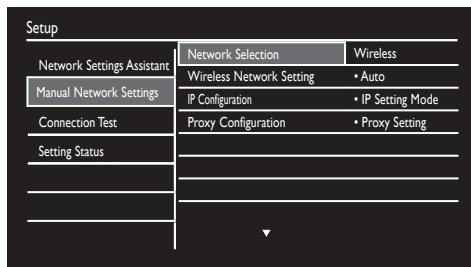 Setup
Network Settings Assistant
Manual Network Settings
Connection Test
Setting Status
Network Selection Wireless
Wireless Network Setting • Auto
IP Configuration • IP Setting Mode
Proxy Configuration • Proxy Setting